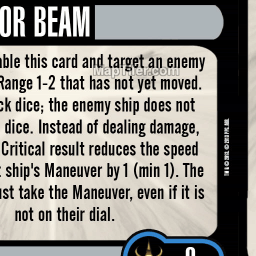 OR BEAM
able this card and target an enemy
Range 1-2 that has not yet moved.
ck dice; the enemy ship does not
dice. Instead of dealing damage,
Critical result reduces the speed
ship's Maneuver by 1 (min 1). The
ust take the Maneuver, even if it is
not on their dial.